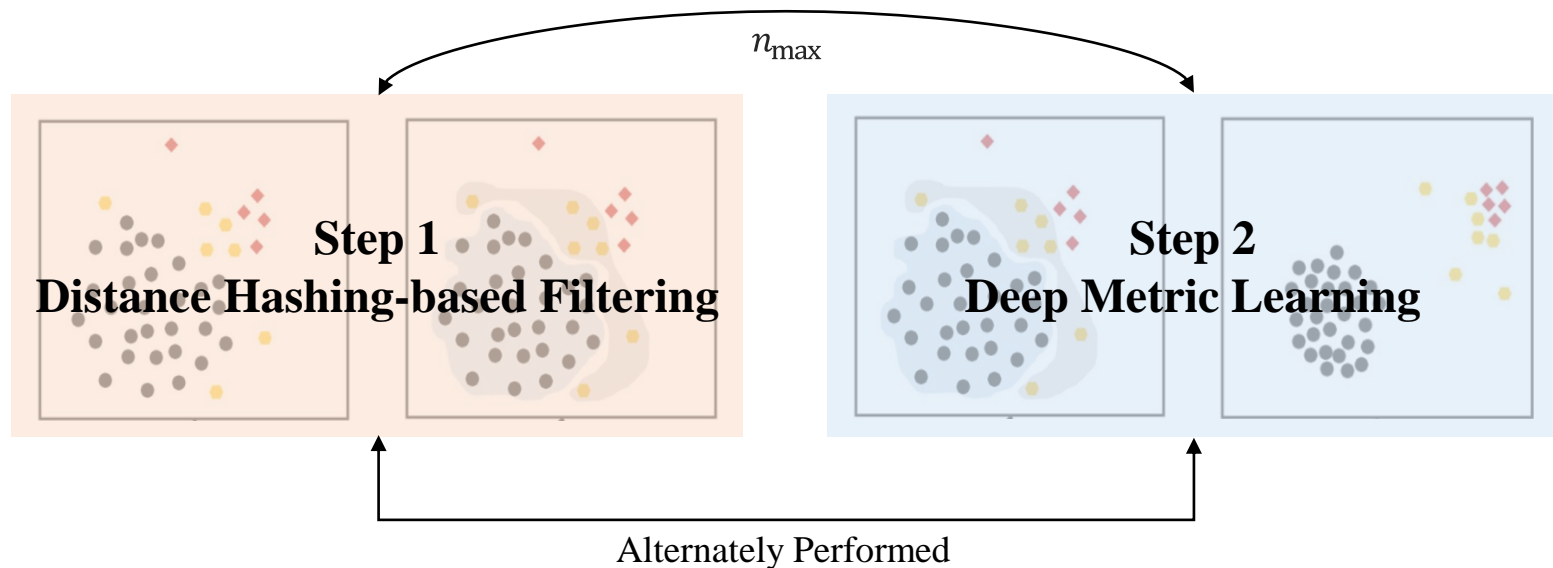 n_max
Step 1
Distance Hashing-based Filtering
Step 2
Deep Metric Learning
Alternately Performed